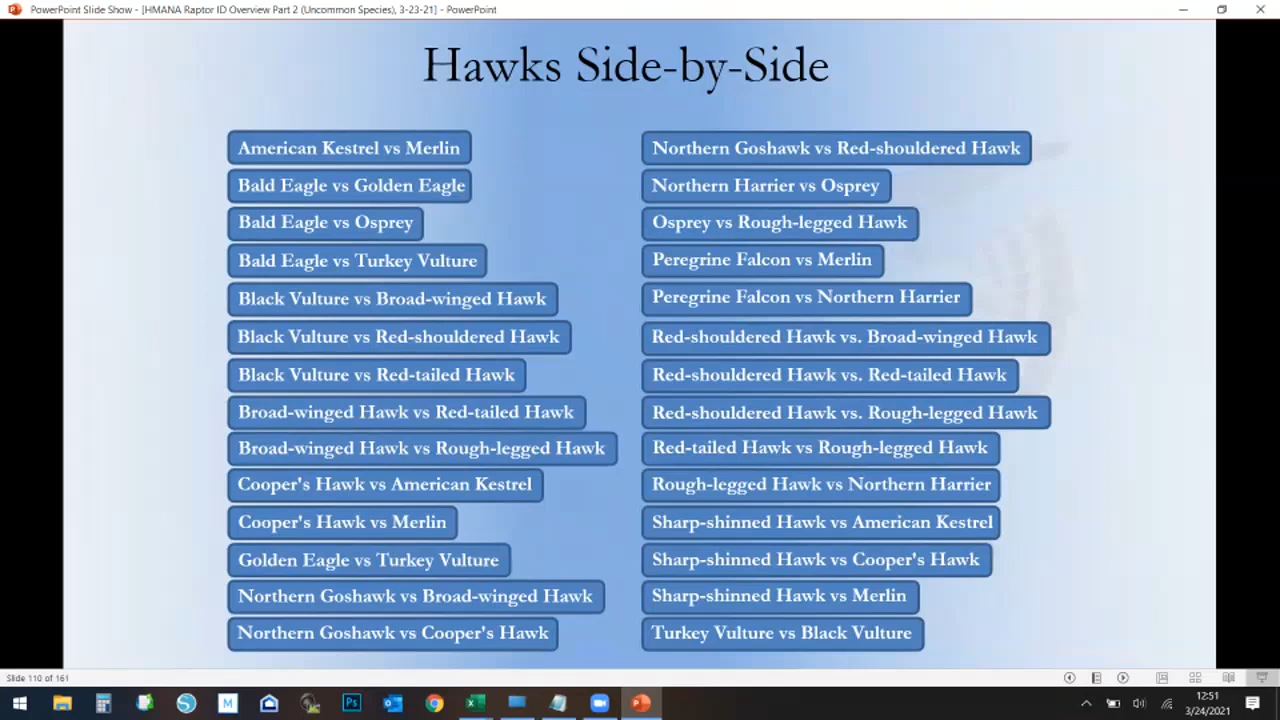 PowerPoint Slide Show - [HMANA Raptor ID Overview Part 2 (Uncommon Species), 3-23-21] - PowerPoint
Hawks Side-by-Side
American Kestrel vs Merlin
Bald Eagle vs Golden Eagle
Bald Eagle vs Osprey
Bald Eagle vs Turkey Vulture
Black Vulture vs Broad-winged Hawk
Black Vulture vs Red-shouldered Hawk
Black Vulture vs Red-tailed Hawk
Broad-winged Hawk vs Red-tailed Hawk
Broad-winged Hawk vs Rough-legged Hawk
Cooper's Hawk vs American Kestrel
Cooper's Hawk vs Merlin
Golden Eagle vs Turkey Vulture
Northern Goshawk vs Broad-winged Hawk
Northern Goshawk vs Cooper's Hawk
Northern Goshawk vs Red-shouldered Hawk
Northern Harrier vs Osprey
Osprey vs Rough-legged Hawk
Peregrine Falcon vs Merlin
Peregrine Falcon vs Northern Harrier
Red-shouldered Hawk vs. Broad-winged Hawk
Red-shouldered Hawk vs. Red-tailed Hawk
Red-shouldered Hawk vs. Rough-legged Hawk
Red-tailed Hawk vs Rough-legged Hawk
Rough-legged Hawk vs Northern Harrier
Sharp-shinned Hawk vs American Kestrel
Sharp-shinned Hawk vs Cooper's Hawk
Sharp-shinned Hawk vs Merlin
Turkey Vulture vs Black Vulture
Slide 110 of 161
M
Ps
12:51
3/24/2021